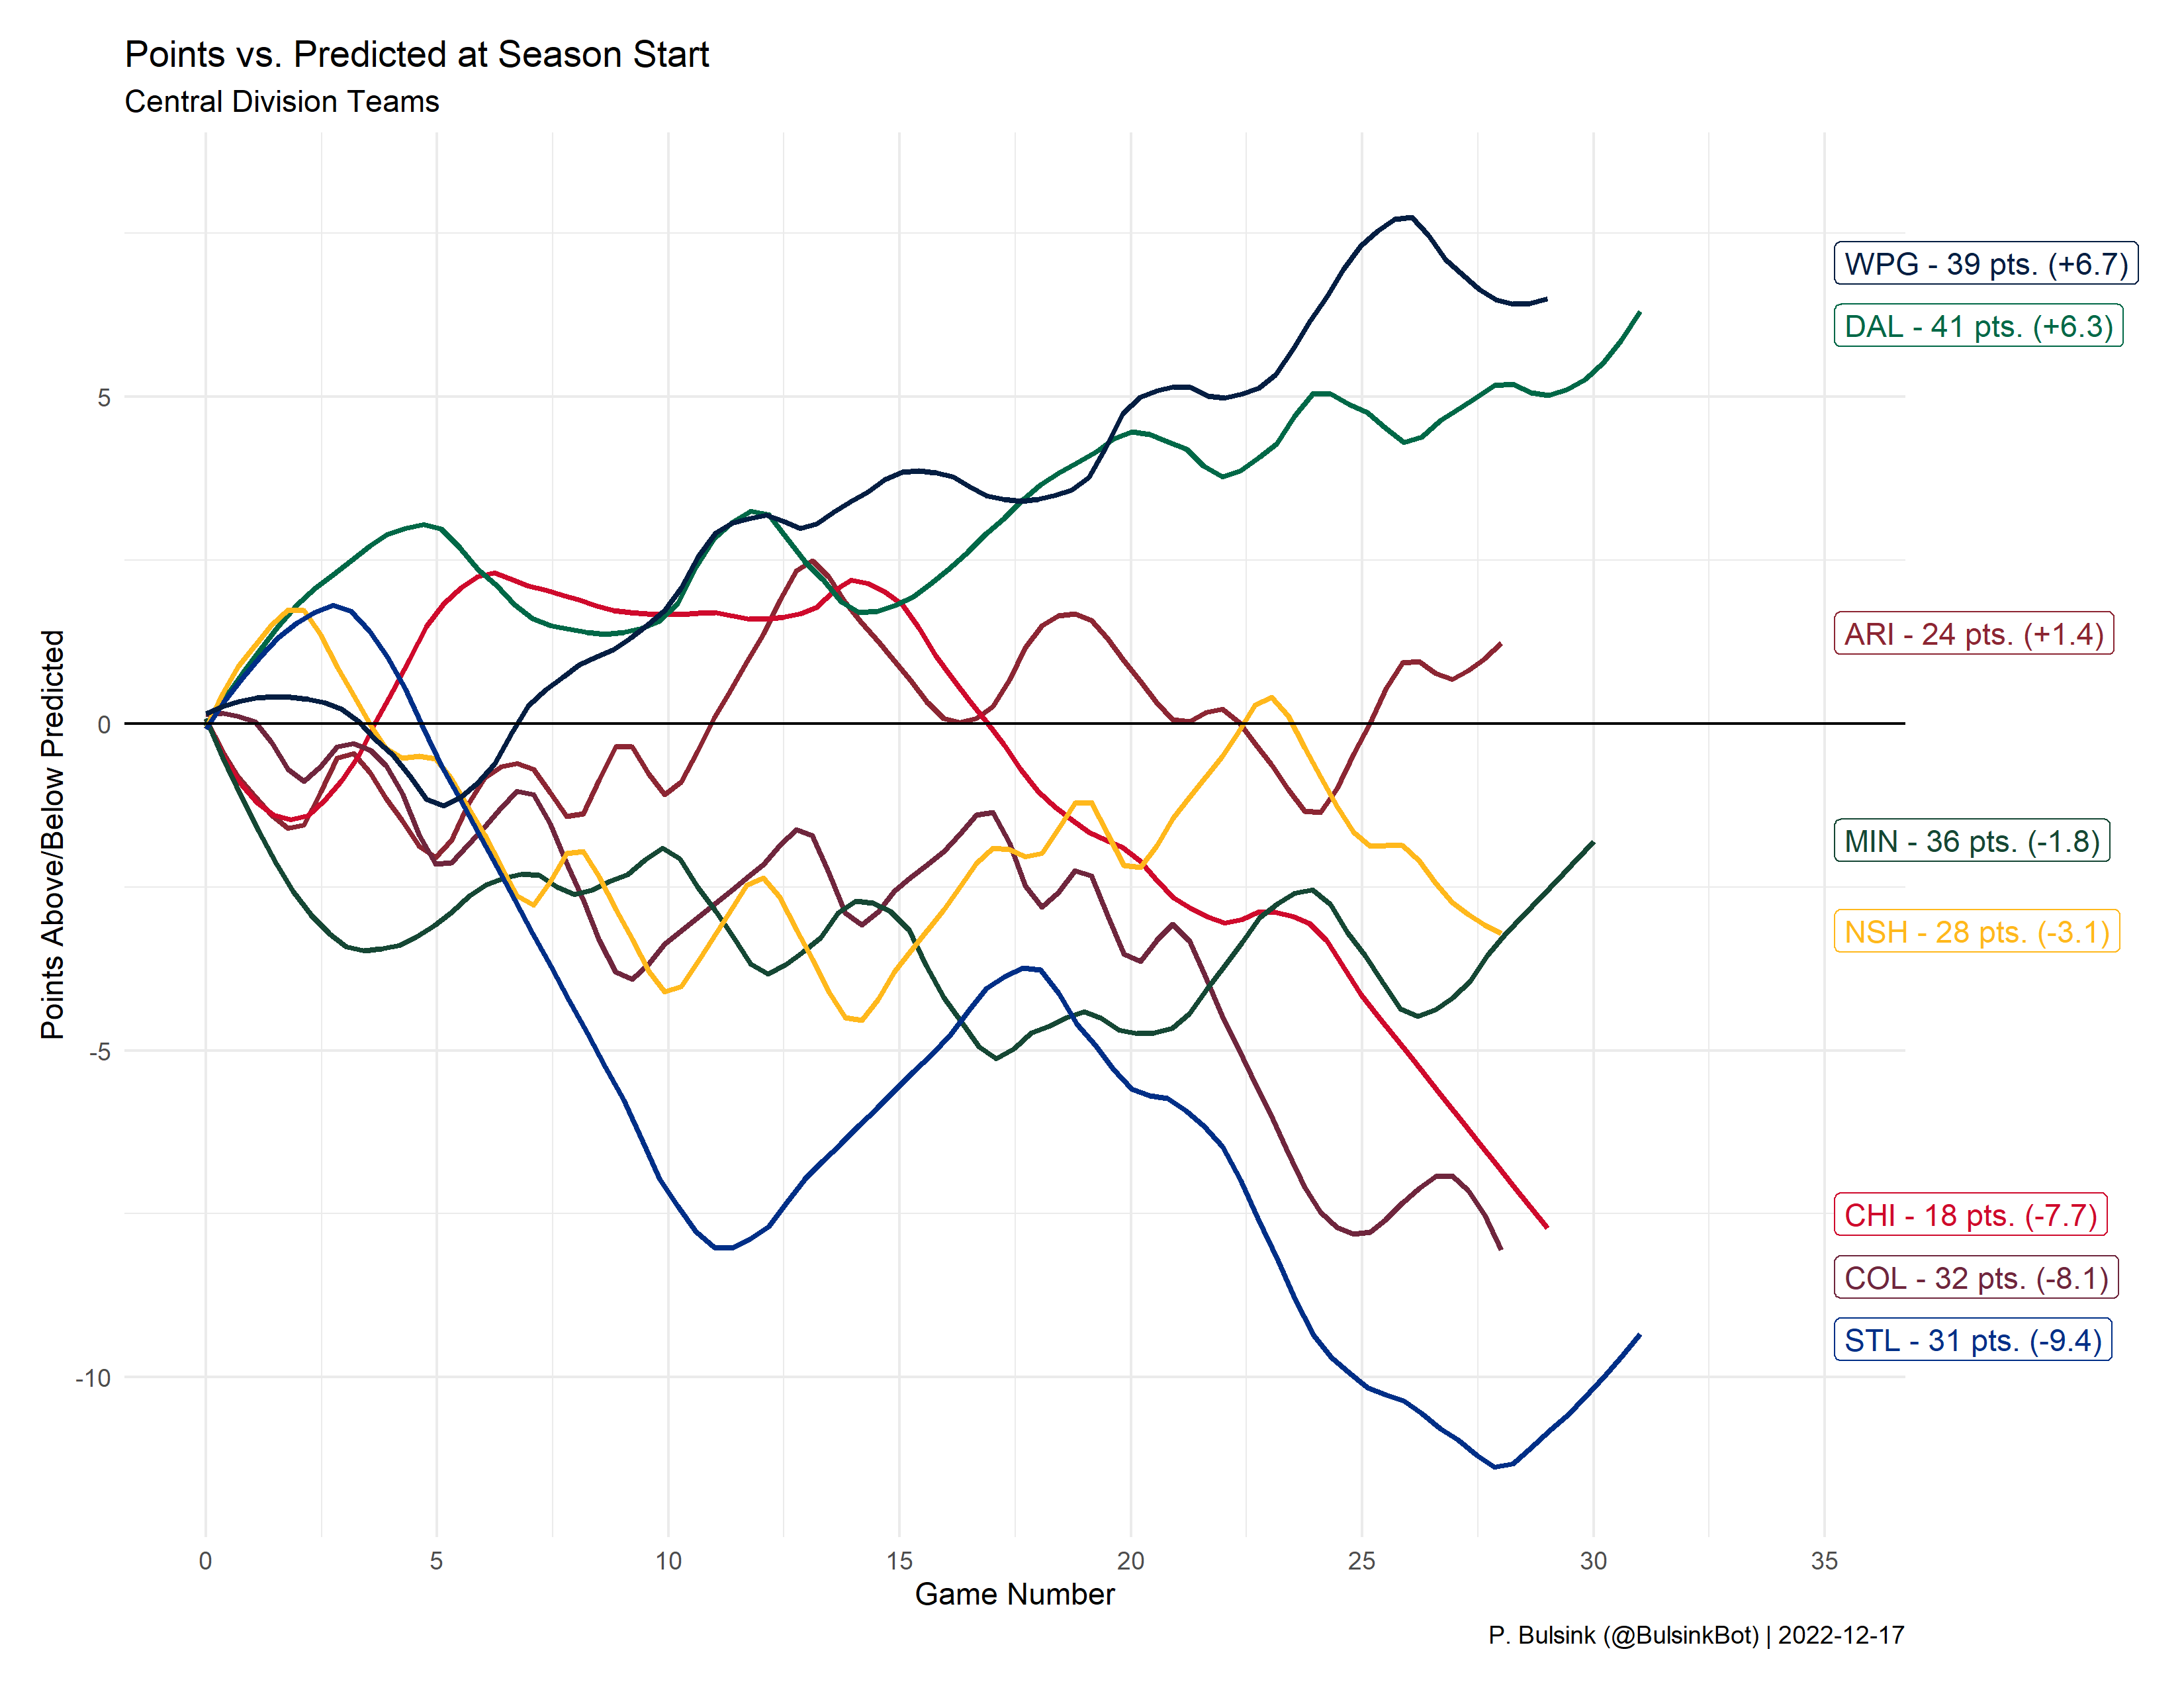 Points vs. Predicted at Season Start
Central Division Teams
Points Above/Below Predicted
5
0
-5
-10
WPG - 39 pts. (+6.7)
DAL - 41 pts. (+6.3)
ARI - 24 pts. (+1.4)
MIN - 36 pts. (-1.8)
NSH - 28 pts. (-3.1)
CHI - 18 pts. (-7.7)
COL - 32 pts. (-8.1)
STL - 31 pts. (-9.4)
0 5 10 15 20 25 30 35
Game Number
P. Bulsink (@BulsinkBot) | 2022-12-17